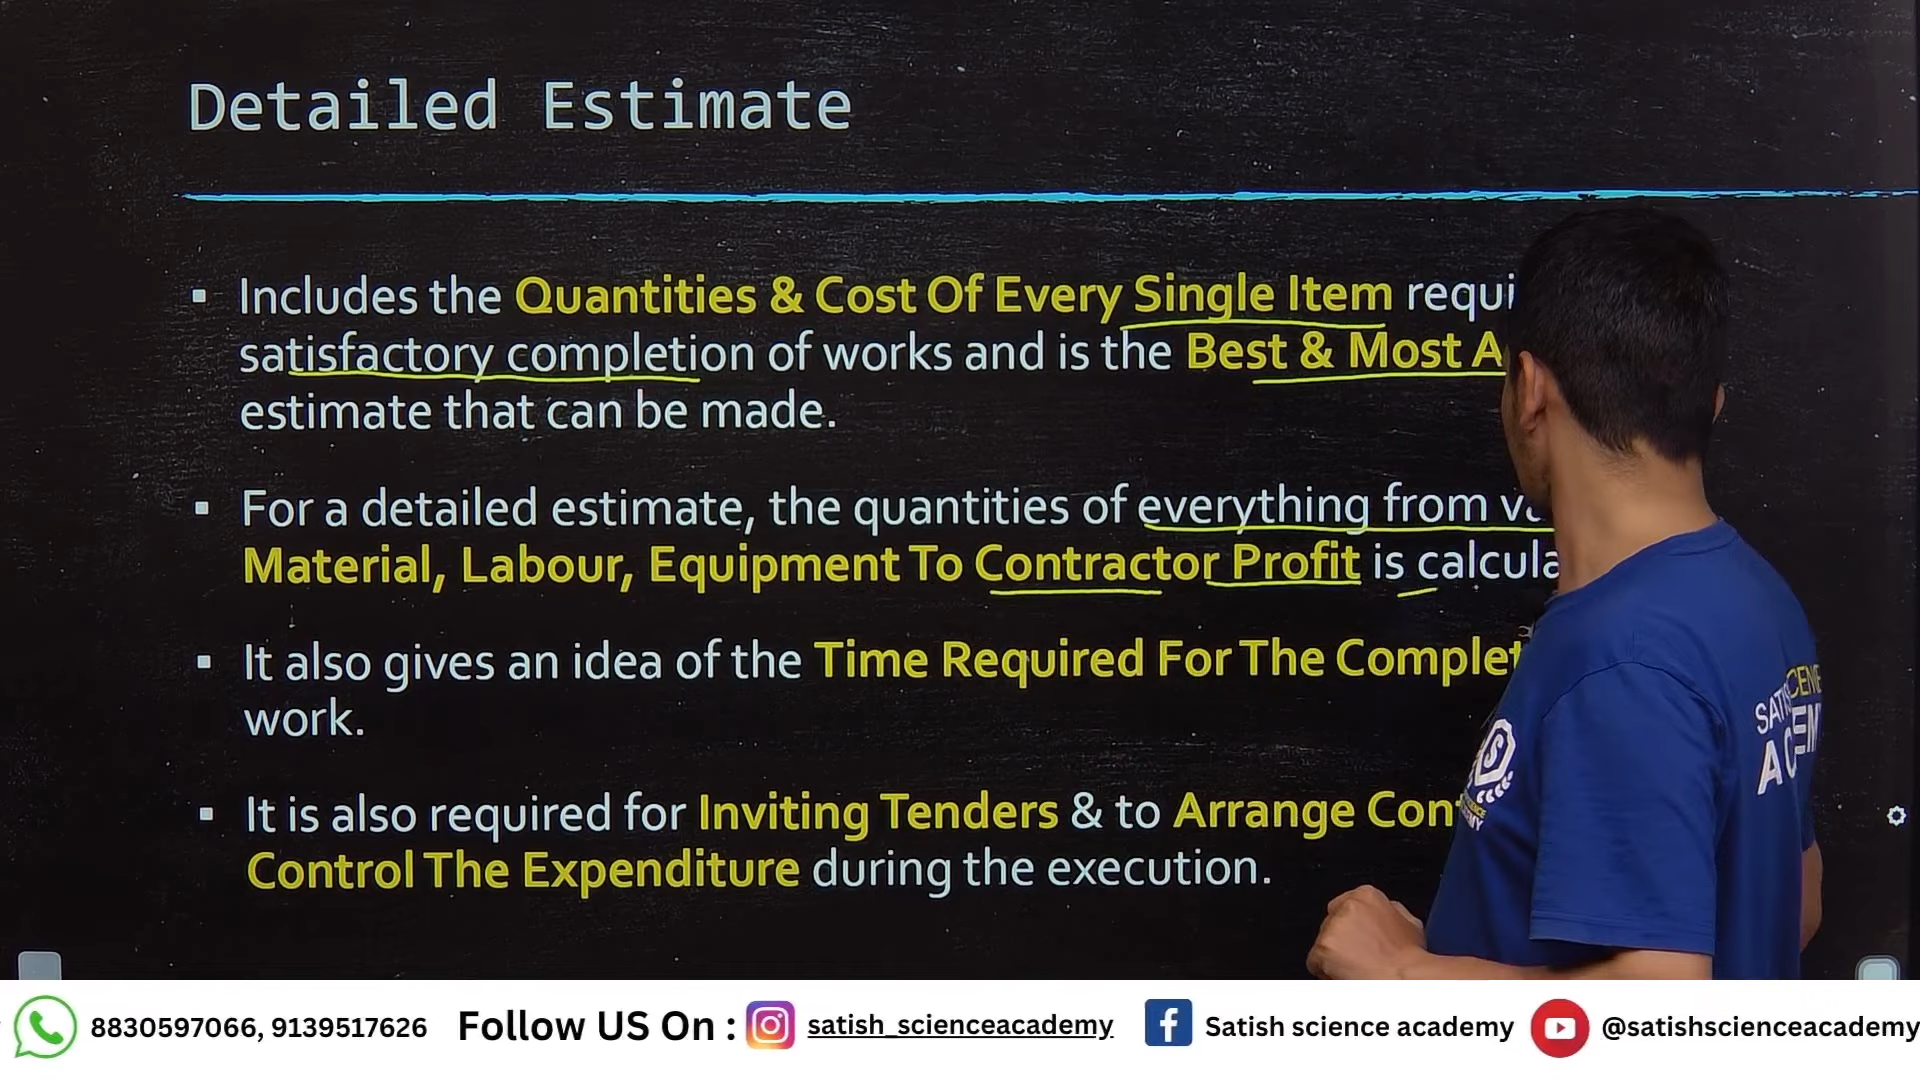 Detailed Estimate
▪ Includes the Quantities & Cost Of Every Single Item
satisfactory completion of works and is the Best & Most
estimate that can be made.
▪ For a detailed estimate, the quantities of everything from
Material, Labour, Equipment To Contractor Profit is
▪ It also gives an idea of the Time Required For The
work.
▪ It is also required for Inviting Tenders & to Arrange
Control The Expenditure during the execution.
8830597066, 9139517626 Follow US On : satish_scienceacademy Satish science academy @satishscienceacademy